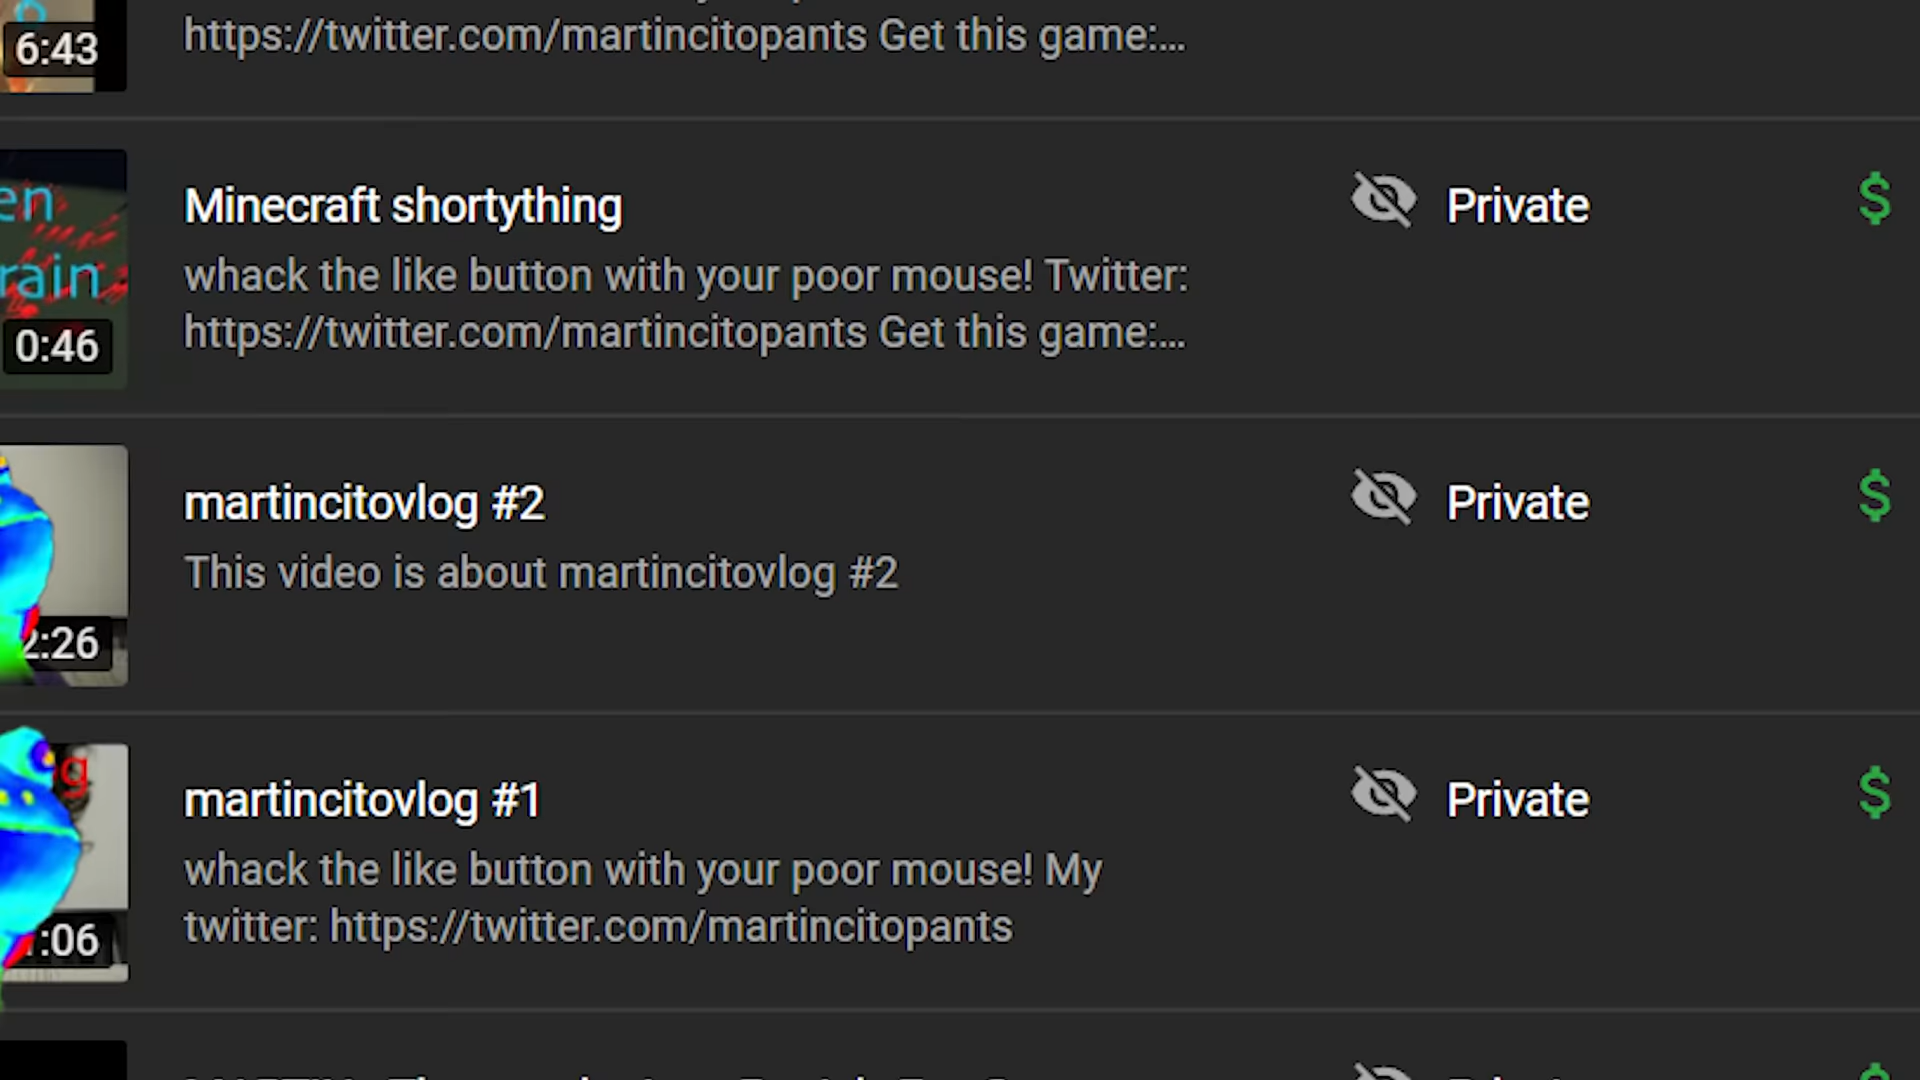 https://twitter.com/martincitopants Get this game:...
6:43
en
rain
0:46
Minecraft shortything
Private
$
whack the like button with your poor mouse! Twitter:
https://twitter.com/martincitopants Get this game:...
2:26
martincitovlog #2
Private
$
This video is about martincitovlog #2
g
:06
martincitovlog #1
Private
$
whack the like button with your poor mouse! My
twitter: https://twitter.com/martincitopants